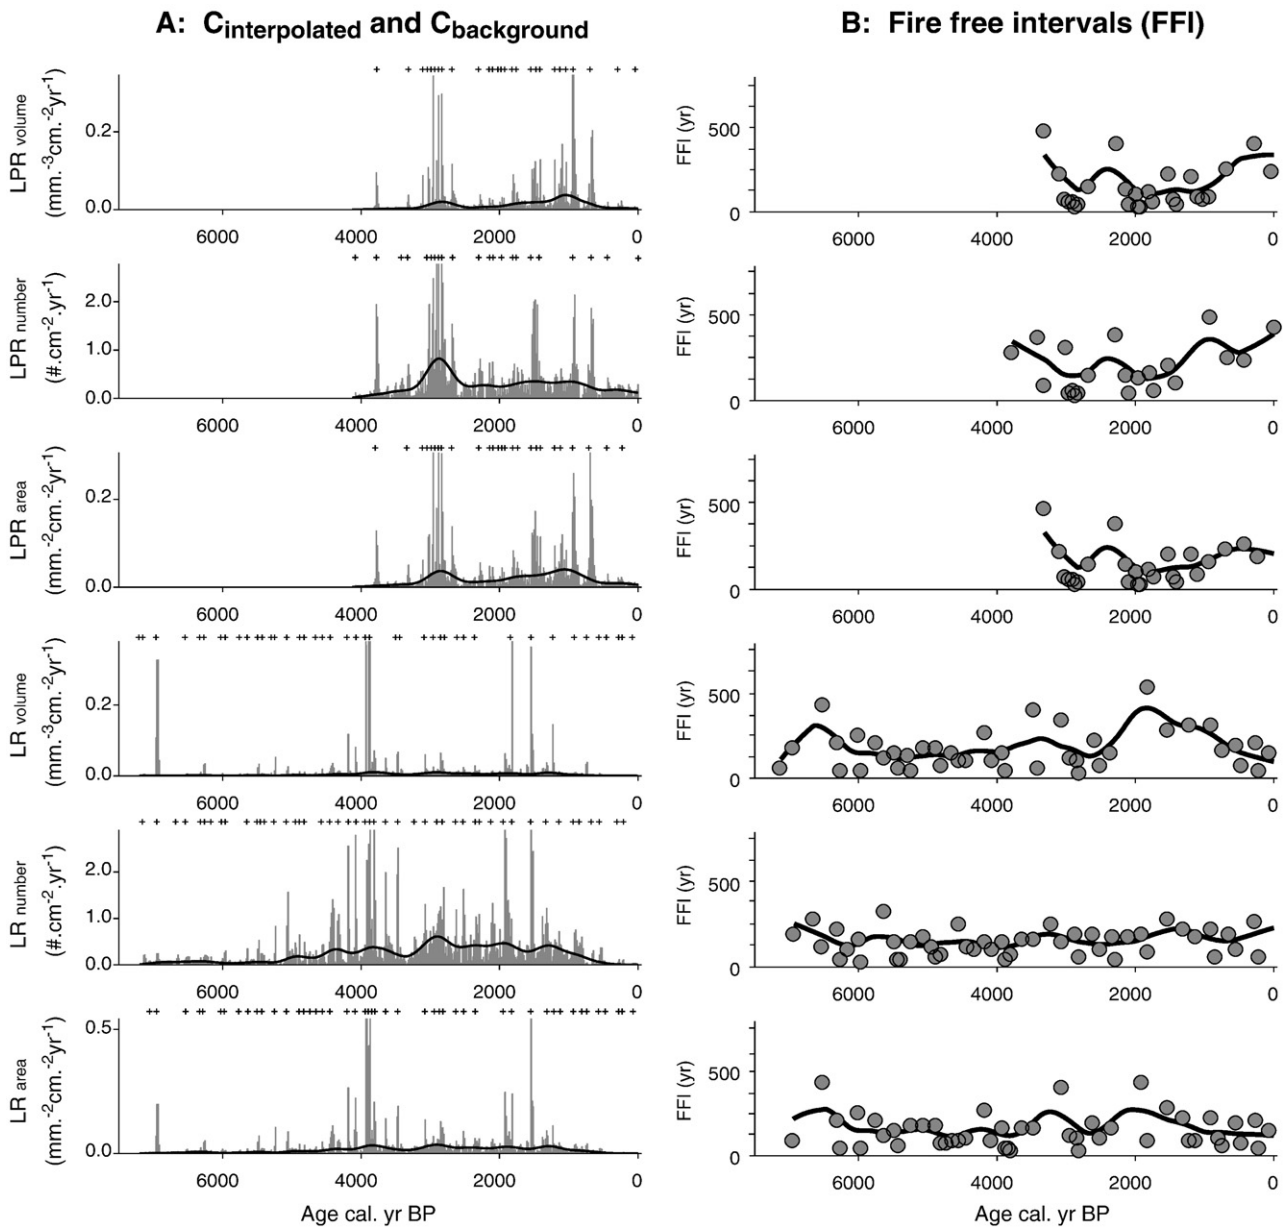 A: Cinterpolated and Cbackground
B: Fire free intervals (FFI)
LPR volume
(mm.-3cm.-2yr-1)
0.2
0.0
6000 4000 2000 0
FFI (yr)
500
0
6000 4000 2000 0
LPR number
(#.cm-2.yr-1)
2.0
1.0
0.0
6000 4000 2000 0
FFI (yr)
500
0
6000 4000 2000 0
LPR area
(mm.-2cm.-2yr-1)
0.2
0.0
6000 4000 2000 0
FFI (yr)
500
0
6000 4000 2000 0
LR volume
(mm.-3cm.-2yr-1)
0.2
0.0
6000 4000 2000 0
FFI (yr)
500
0
6000 4000 2000 0
LR number
(#.cm-2.yr-1)
2.0
1.0
0.0
6000 4000 2000 0
FFI (yr)
500
0
6000 4000 2000 0
LR area
(mm.-2cm.-2yr-1)
0.5
0.0
6000 4000 2000 0
Age cal. yr BP
FFI (yr)
500
0
6000 4000 2000 0
Age cal. yr BP